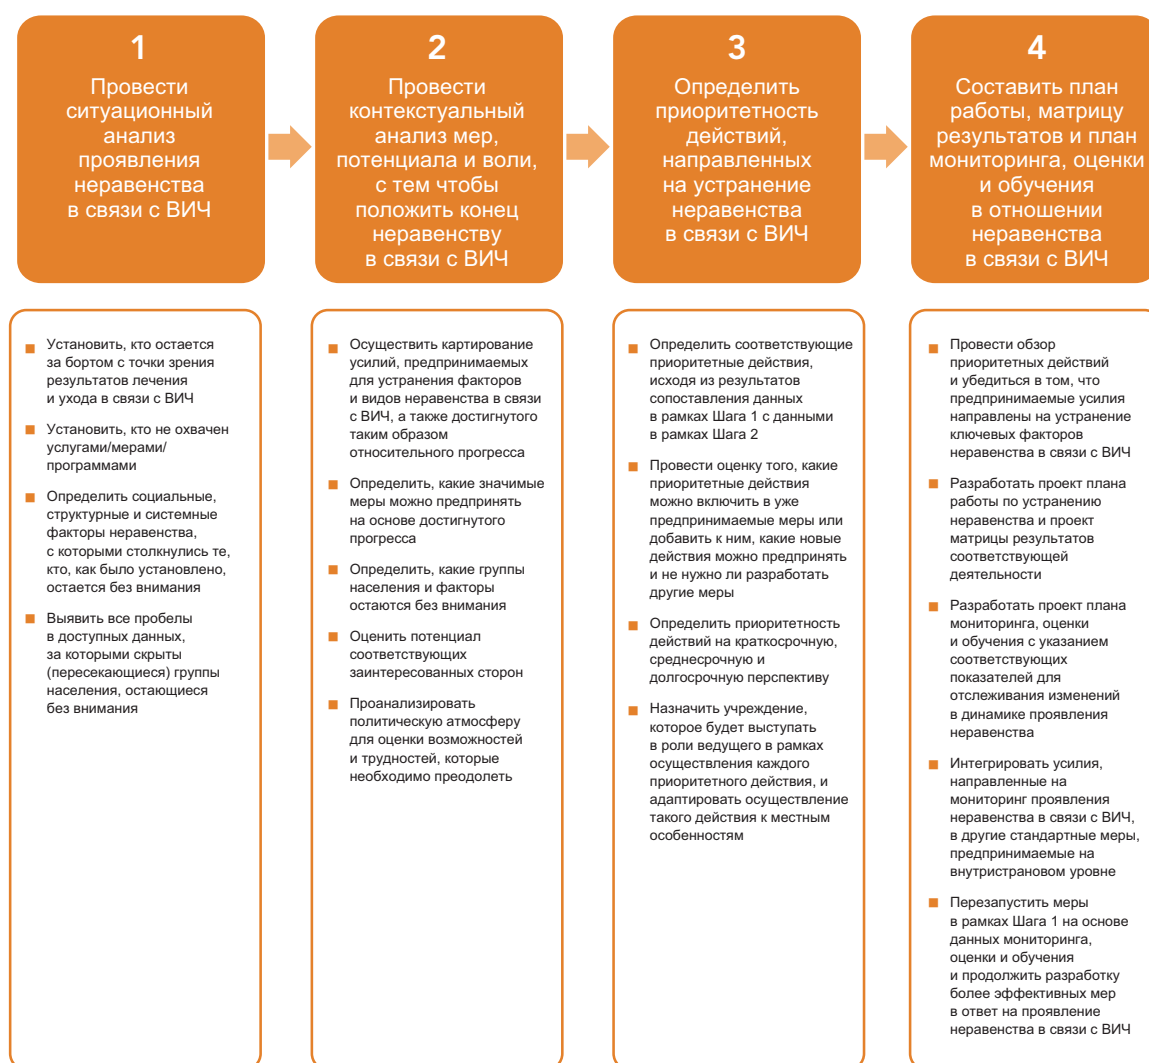 1
Провести
ситуационный
анализ
проявления
неравенства
в связи с ВИЧ
2
Провести
контекстуальный
анализ мер,
потенциала и воли,
с тем чтобы
положить конец
неравенству
в связи с ВИЧ
3
Определить
приоритетность
действий,
направленных
на устранение
неравенства
в связи с ВИЧ
4
Составить план
работы, матрицу
результатов и план
мониторинга, оценки
и обучения
в отношении
неравенства
в связи с ВИЧ
Установить, кто остается
за бортом с точки зрения
результатов лечения
и ухода в связи с ВИЧ
Установить, кто не охвачен
услугами/мерами/
программами
Определить социальные,
структурные и системные
факторы неравенства,
с которыми столкнулись те,
кто, как было установлено,
остается без внимания
Выявить все пробелы
в доступных данных,
за которыми скрыты
(пересекающиеся) группы
населения, остающиеся
без внимания
Осуществить картирование
усилий, предпринимаемых
для устранения факторов
и видов неравенства в связи
с ВИЧ, а также достигнутого
таким образом
относительного прогресса
Определить, какие значимые
меры можно предпринять
на основе достигнутого
прогресса
Определить, какие группы
населения и факторы
остаются без внимания
Оценить потенциал
соответствующих
заинтересованных сторон
Проанализировать
политическую атмосферу
для оценки возможностей
и трудностей, которые
необходимо преодолеть
Определить соответствующие
приоритетные действия,
исходя из результатов
сопоставления данных
в рамках Шага 1 с данными
в рамках Шага 2
Провести оценку того, какие
приоритетные действия
можно включить в уже
предпринимаемые меры или
добавить к ним, какие новые
действия можно предпринять
и не нужно ли разработать
другие меры
Определить приоритетность
действий на краткосрочную,
среднесрочную и
долгосрочную перспективу
Назначить учреждение,
которое будет выступать
в роли ведущего в рамках
осуществления каждого
приоритетного действия, и
адаптировать осуществление
такого действия к местным
особенностям
Провести обзор
приоритетных действий
и убедиться в том, что
предпринимаемые усилия
направлены на устранение
ключевых факторов
неравенства в связи с ВИЧ
Разработать проект плана
работы по устранению
неравенства и проект
матрицы результатов
соответствующей
деятельности
Разработать проект плана
мониторинга, оценки
и обучения с указанием
соответствующих
показателей для
отслеживания изменений
в динамике проявления
неравенства
Интегрировать усилия,
направленные на
мониторинг проявления
неравенства в связи с ВИЧ,
в другие стандартные меры,
предпринимаемые на
внутристрановом уровне
Перезапустить меры
в рамках Шага 1 на основе
данных мониторинга,
оценки и обучения
и продолжить разработку
более эффективных мер
в ответ на проявление
неравенства в связи с ВИЧ